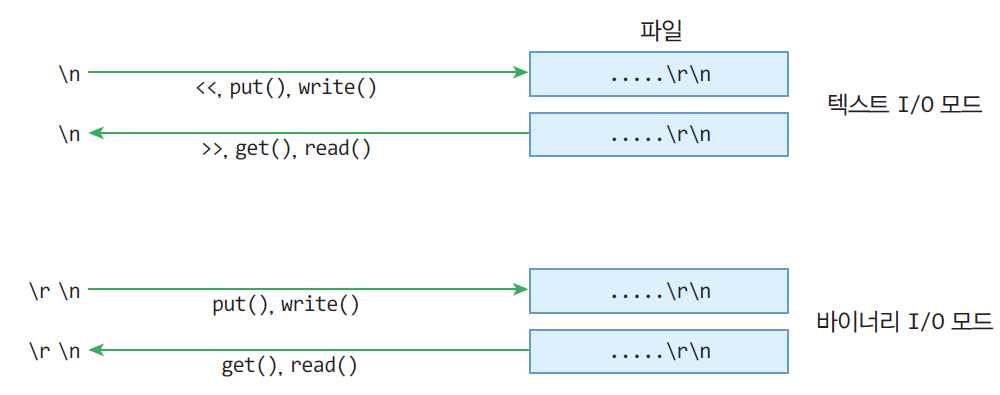 파일
\n
<<, put(), write()
.....\r\n
텍스트 I/O 모드
\n
>>, get(), read()
.....\r\n
\r \n
put(), write()
.....\r\n
바이너리 I/O 모드
\r \n
get(), read()
.....\r\n